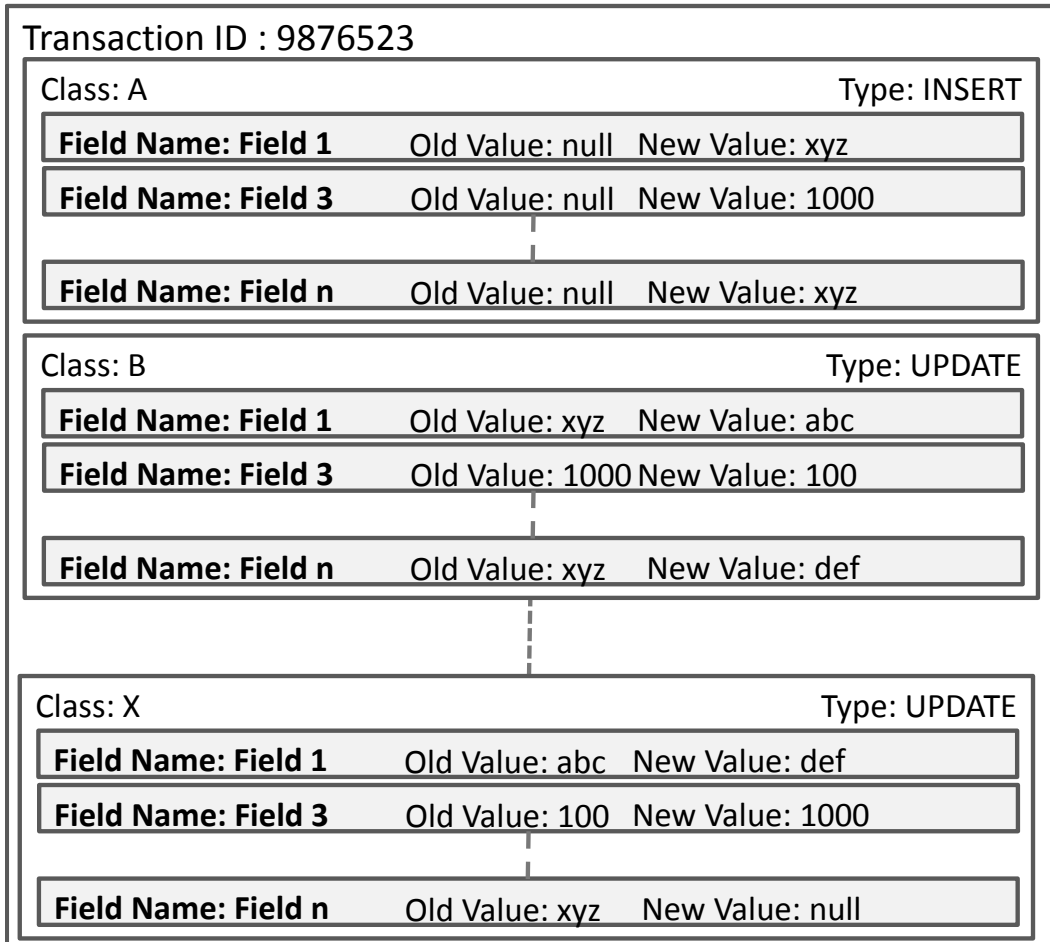 Transaction ID : 9876523
Class: A Type: INSERT
Field Name: Field 1 Old Value: null New Value: xyz
Field Name: Field 3 Old Value: null New Value: 1000
Field Name: Field n Old Value: null New Value: xyz
Class: B Type: UPDATE
Field Name: Field 1 Old Value: xyz New Value: abc
Field Name: Field 3 Old Value: 1000 New Value: 100
Field Name: Field n Old Value: xyz New Value: def
Class: X Type: UPDATE
Field Name: Field 1 Old Value: abc New Value: def
Field Name: Field 3 Old Value: 100 New Value: 1000
Field Name: Field n Old Value: xyz New Value: null